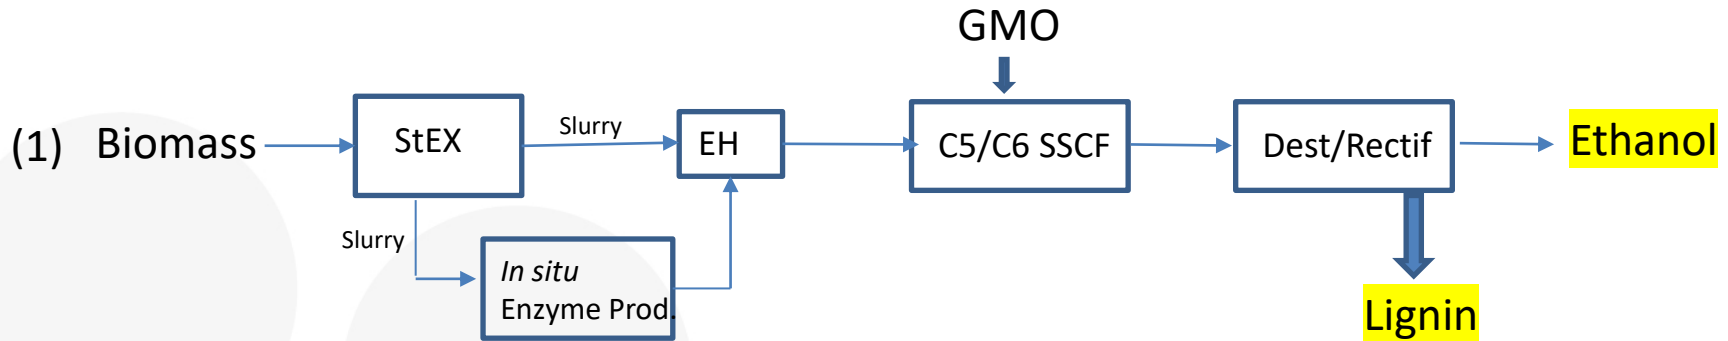 GMO
(1) Biomass
StEX
Slurry
EH
C5/C6 SSCF
Dest/Rectif
Ethanol
Slurry
In situ
Enzyme Prod.
Lignin